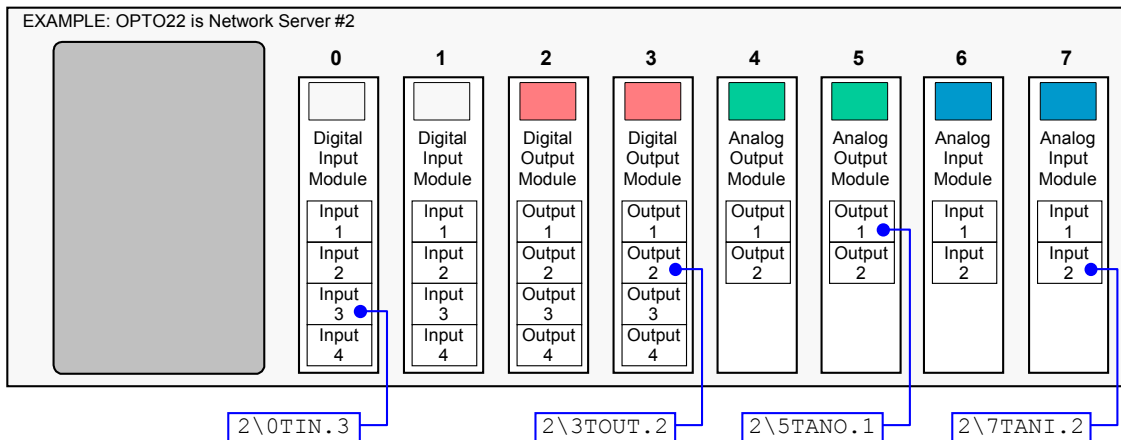 EXAMPLE: OPTO22 is Network Server #2
0
1
2
3
4
5
6
7
Digital
Input
Module
Input
1
Input
2
Input
3
Input
4
Digital
Input
Module
Input
1
Input
2
Input
3
Input
4
Digital
Output
Module
Output
1
Output
2
Output
3
Output
4
Digital
Output
Module
Output
1
Output
2
Output
3
Output
4
Analog
Output
Module
Output
1
Output
2
Analog
Output
Module
Output
1
Output
2
Analog
Input
Module
Input
1
Input
2
Analog
Input
Module
Input
1
Input
2
2\0TIN.3
2\3TOUT.2
2\5TANO.1
2\7TANI.2